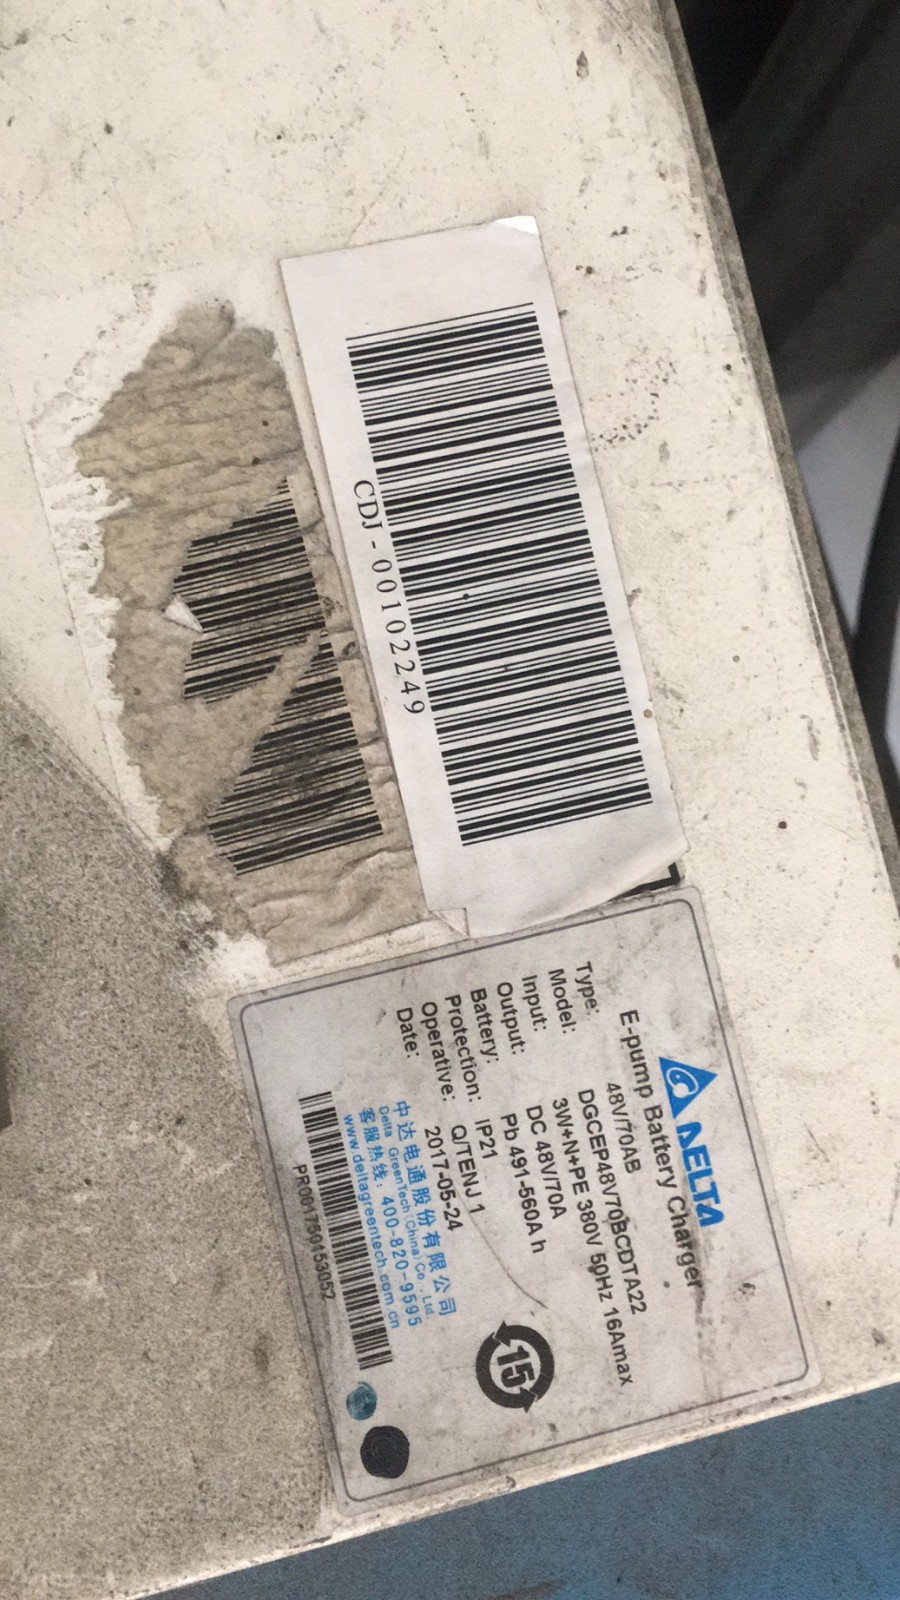 CDJ-00102249
DELTA
E-pump Battery Charger
Type: 48V/70AB
Model: DGCEP48V70BCDTA22
Input: 3W+N+PE 380V 50Hz 16Amax
Output: DC 48V/70A
Battery: Pb 491-560A h
Protection: IP21
Operative: Q/TENJ 1
Date: 2017-05-24
15
中达电通股份有限公司
Delta GreenTech(China)Co.,Ltd.
客服热线：400-820-9595
www.deltagreentech.com.cn
PR001750153052